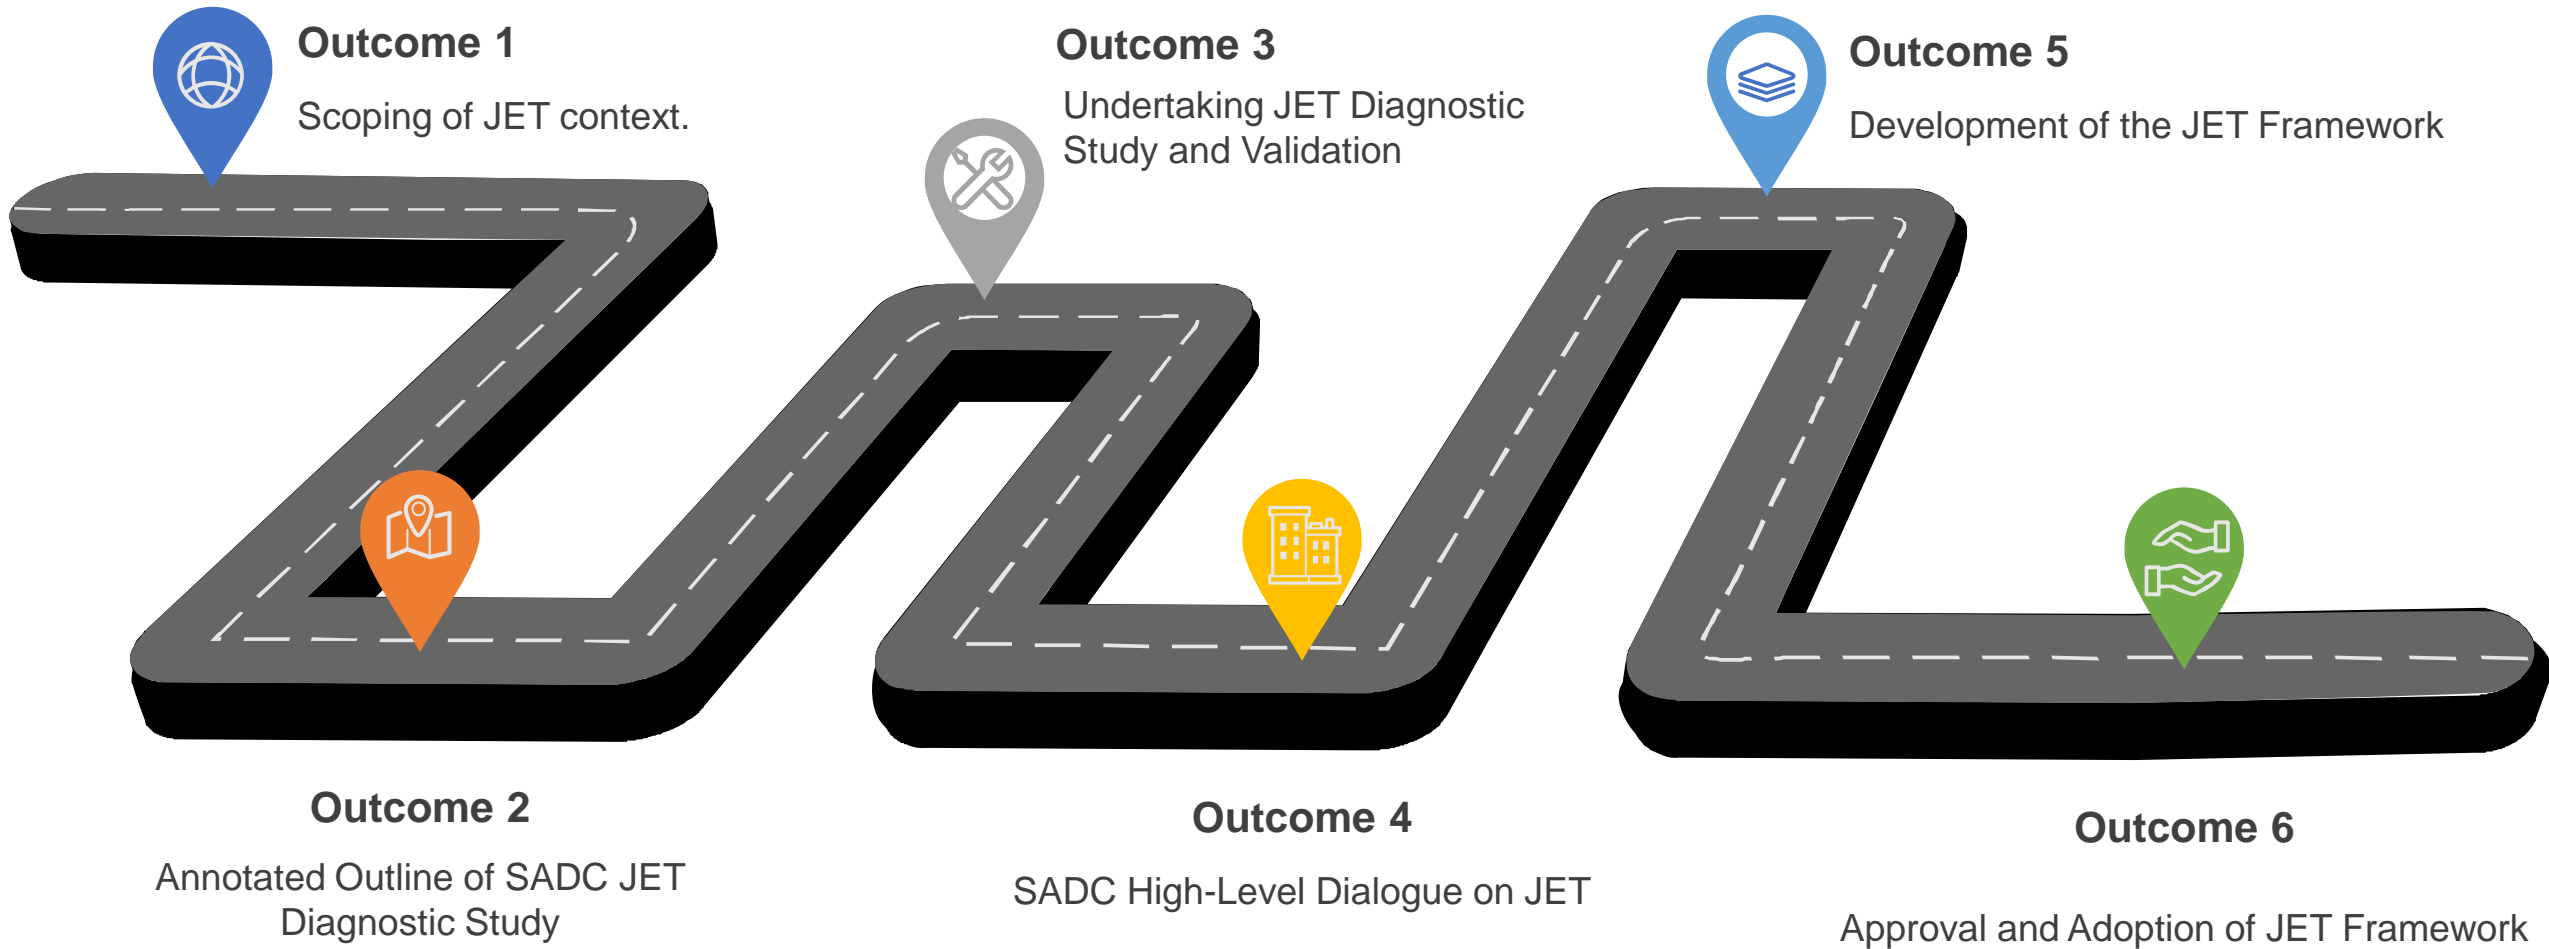 Outcome 1
Scoping of JET context.
Outcome 2
Annotated Outline of SADC JET
Diagnostic Study
Outcome 3
Undertaking JET Diagnostic
Study and Validation
Outcome 4
SADC High-Level Dialogue on JET
Outcome 5
Development of the JET Framework
Outcome 6
Approval and Adoption of JET Framework